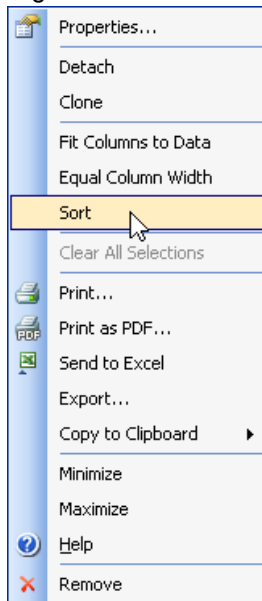 Properties...
Detach
Clone
Fit Columns to Data
Equal Column Width
Sort
Clear All Selections
Print...
PDF Print as PDF...
Send to Excel
Export...
Copy to Clipboard
Minimize
Maximize
Help
Remove